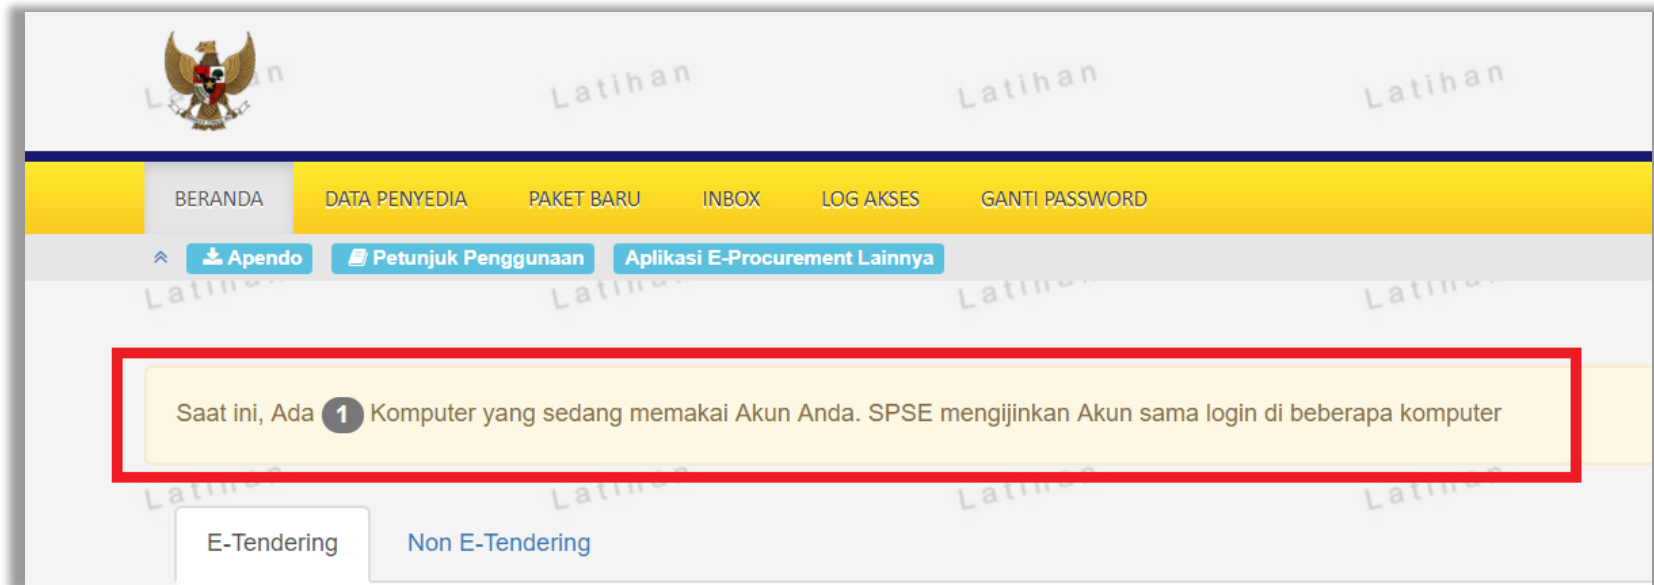 Latihan Latihan Latihan
BERANDA DATA PENYEDIA PAKET BARU INBOX LOG AKSES GANTI PASSWORD
Apendo Petunjuk Penggunaan Aplikasi E-Procurement Lainnya
Saat ini, Ada 1 Komputer yang sedang memakai Akun Anda. SPSE mengijinkan Akun sama login di beberapa komputer
E-Tendering Non E-Tendering